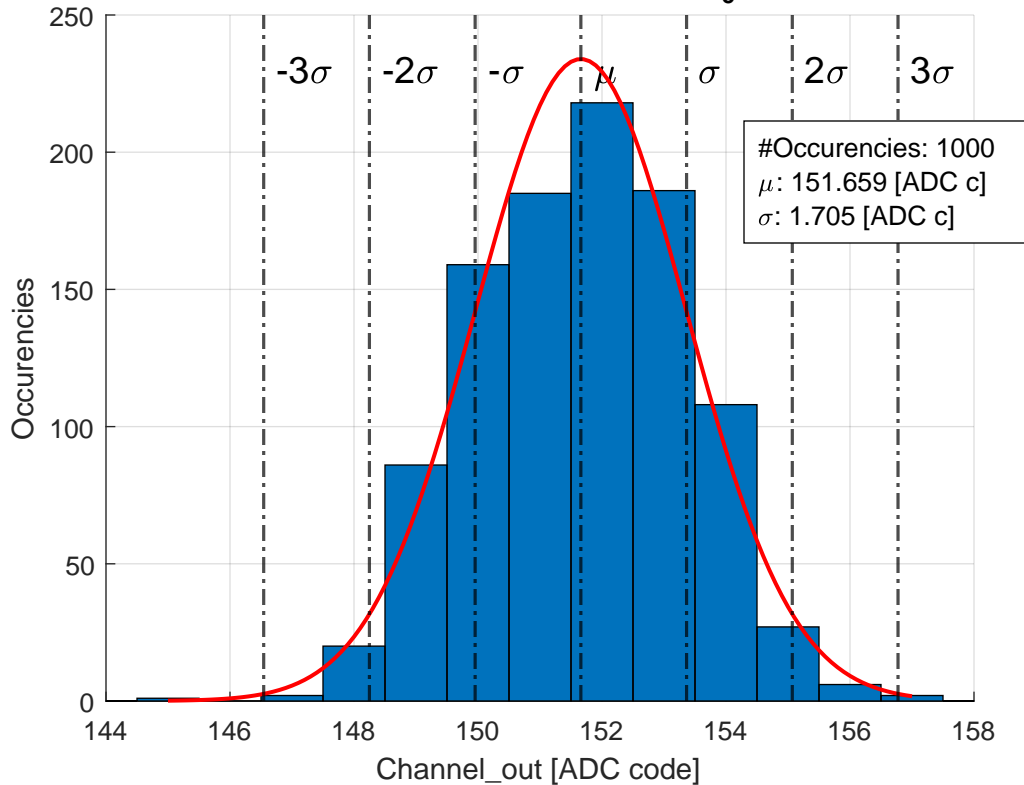 250
200
150
100
50
0
Occurencies
-3σ
-2σ
-σ
μ
σ
2σ
3σ
#Occurencies: 1000
μ: 151.659 [ADC c]
σ: 1.705 [ADC c]
144
146
148
150
152
154
156
158
Channel_out [ADC code]